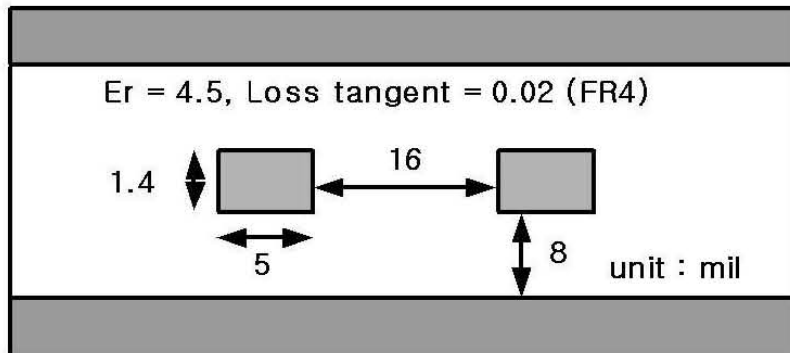 Er = 4.5, Loss tangent = 0.02 (FR4)
16
1.4
5
8
unit : mil